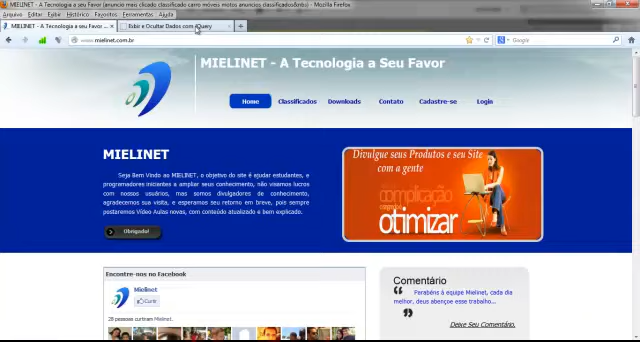 MIELINET - A Tecnologia a seu Favor (anuncio mais clicado classificado carro móveis motos anuncios classificados&nbs) - Mozilla Firefox
Arquivo Editar Exibir Histórico Favoritos Ferramentas Ajuda
MIELINET - A Tecnologia a seu Favor ... × Exibir e Ocultar Dados com jQuery × +
www.mielinet.com.br Google
MIELINET - A Tecnologia a Seu Favor
Home Classificados Downloads Contato Cadastre-se Login
MIELINET
Seja Bem Vindo ao MIELINET, o objetivo do site é ajudar estudantes, e
programadores iniciantes a ampliar seus conhecimento, não visamos lucros
com nossos usuários, mas somos divulgadores de conhecimento,
agradecemos sua visita, e esperamos seu retorno em breve, pois sempre
postaremos Vídeo Aulas novas, com conteúdo atualizado e bem explicado.
Obrigado!
Divulgue seus Produtos e seu Site
com a gente
complicação
otimizar
Encontre-nos no Facebook
Mielinet
Curtir
28 pessoas curtiram Mielinet.
Comentário
Parabéns á equipe Mielinet, cada dia
melhor, deus abençoe esse trabalho...
Deixe Seu Comentário.